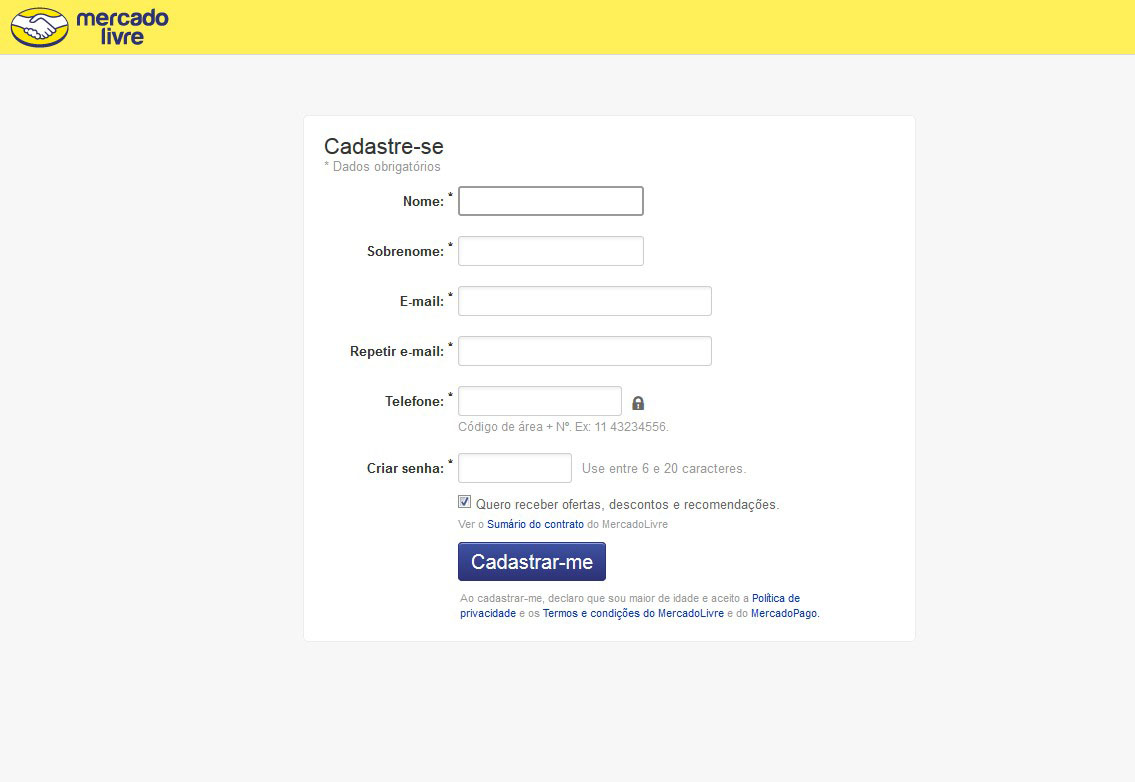 mercado
livre
Cadastre-se
* Dados obrigatórios
Nome: *
Sobrenome: *
E-mail: *
Repetir e-mail: *
Telefone: *
Código de área + Nº. Ex: 11 43234556.
Criar senha: * Use entre 6 e 20 caracteres.
Quero receber ofertas, descontos e recomendações.
Ver o Sumário do contrato do MercadoLivre
Cadastrar-me
Ao cadastrar-me, declaro que sou maior de idade e aceito a Política de
privacidade e os Termos e condições do MercadoLivre e do MercadoPago.